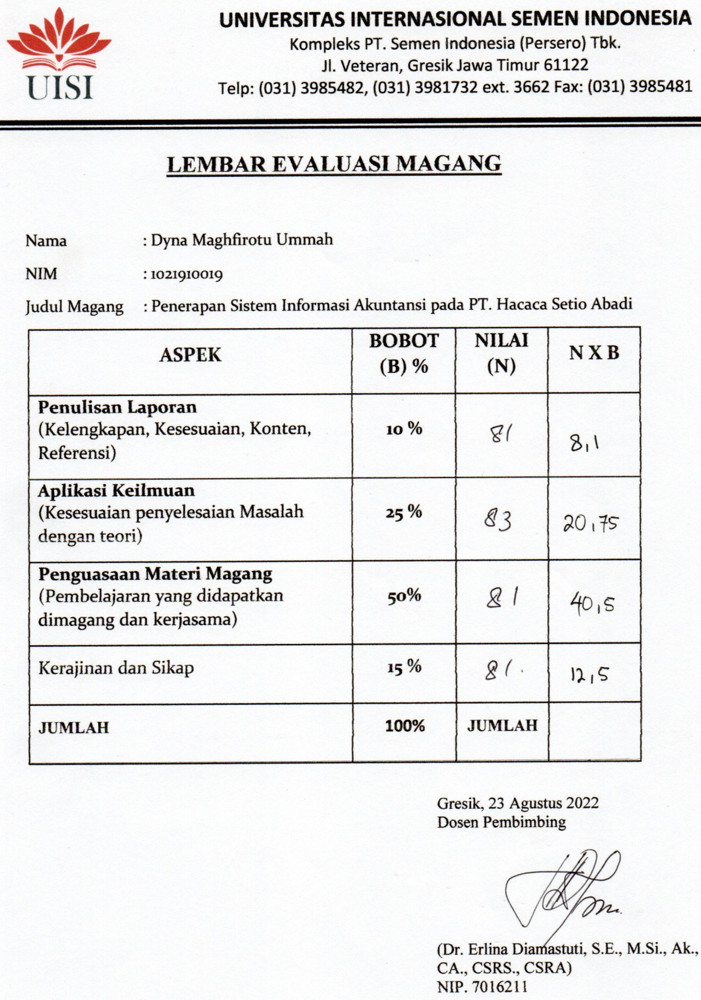 UISI
UNIVERSITAS INTERNASIONAL SEMEN INDONESIA
Kompleks PT. Semen Indonesia (Persero) Tbk.
Jl. Veteran, Gresik Jawa Timur 61122
Telp: (031) 3985482, (031) 3981732 ext. 3662 Fax: (031) 3985481
LEMBAR EVALUASI MAGANG
Nama : Dyna Maghfirotu Ummah
NIM : 1021910019
Judul Magang : Penerapan Sistem Informasi Akuntansi pada PT. Hacaca Setio Abadi
ASPEK BOBOT (B) % NILAI (N) N X B
Penulisan Laporan
(Kelengkapan, Kesesuaian, Konten,
Referensi)
10 % 81 8,1
Aplikasi Keilmuan
(Kesesuaian penyelesaian Masalah
dengan teori)
25 % 83 20,75
Penguasaan Materi Magang
(Pembelajaran yang didapatkan
dimagang dan kerjasama)
50% 81 40,5
Kerajinan dan Sikap 15 % 81. 12,5
JUMLAH 100% JUMLAH
Gresik, 23 Agustus 2022
Dosen Pembimbing
(Dr. Erlina Diamastuti, S.E., M.Si., Ak.,
CA., CSRS., CSRA)
NIP. 7016211